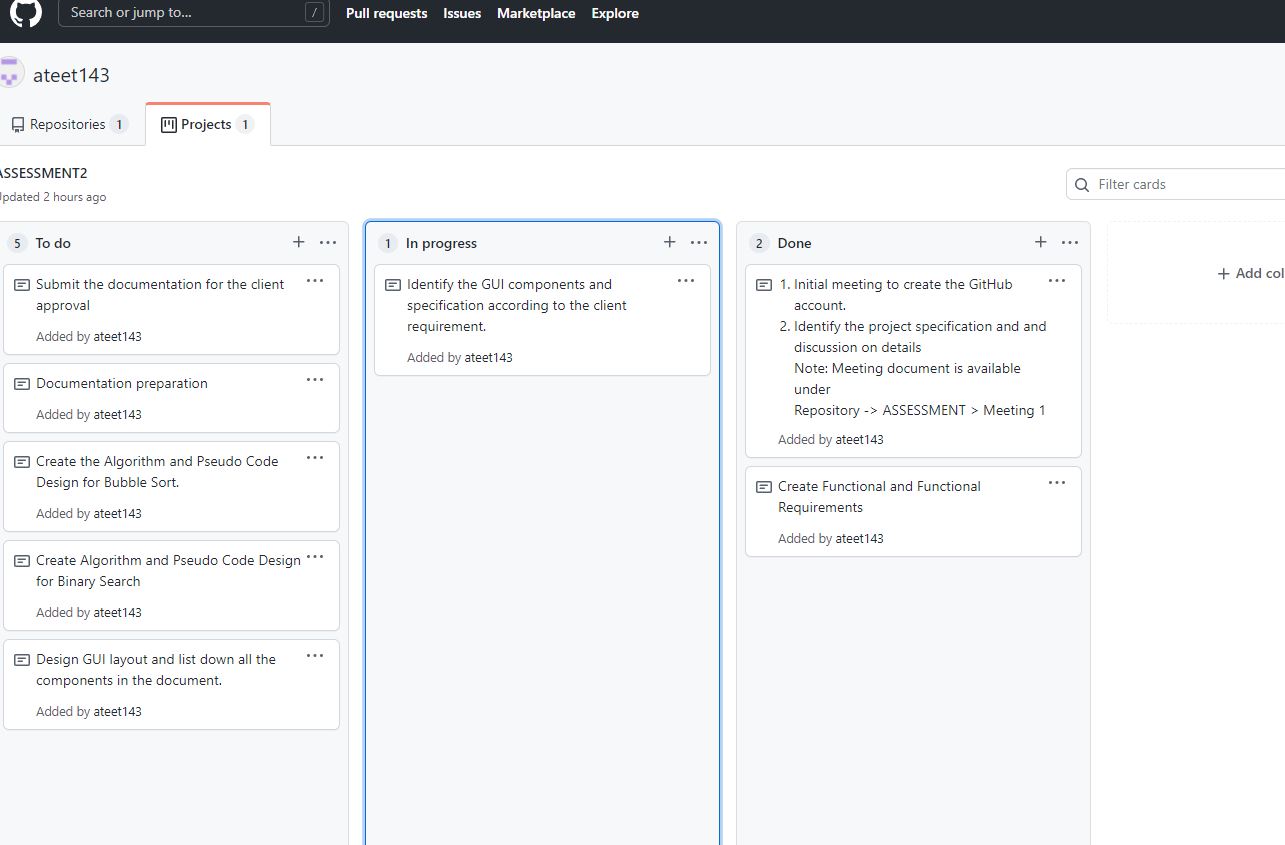 Search or jump to... /
Pull requests Issues Marketplace Explore
ateet143
Repositories 1
Projects 1
ASSESSMENT2
Updated 2 hours ago
Filter cards
5 To do + ...
Submit the documentation for the client
approval
Added by ateet143
Documentation preparation
Added by ateet143
Create the Algorithm and Pseudo Code
Design for Bubble Sort.
Added by ateet143
Create Algorithm and Pseudo Code Design
for Binary Search
Added by ateet143
Design GUI layout and list down all the
components in the document.
Added by ateet143
1 In progress + ...
Identify the GUI components and
specification according to the client
requirement.
Added by ateet143
2 Done + ...
1. Initial meeting to create the GitHub
account.
2. Identify the project specification and and
discussion on details
Note: Meeting document is available
under
Repository -> ASSESSMENT > Meeting 1
Added by ateet143
Create Functional and Functional
Requirements
Added by ateet143
+ Add col